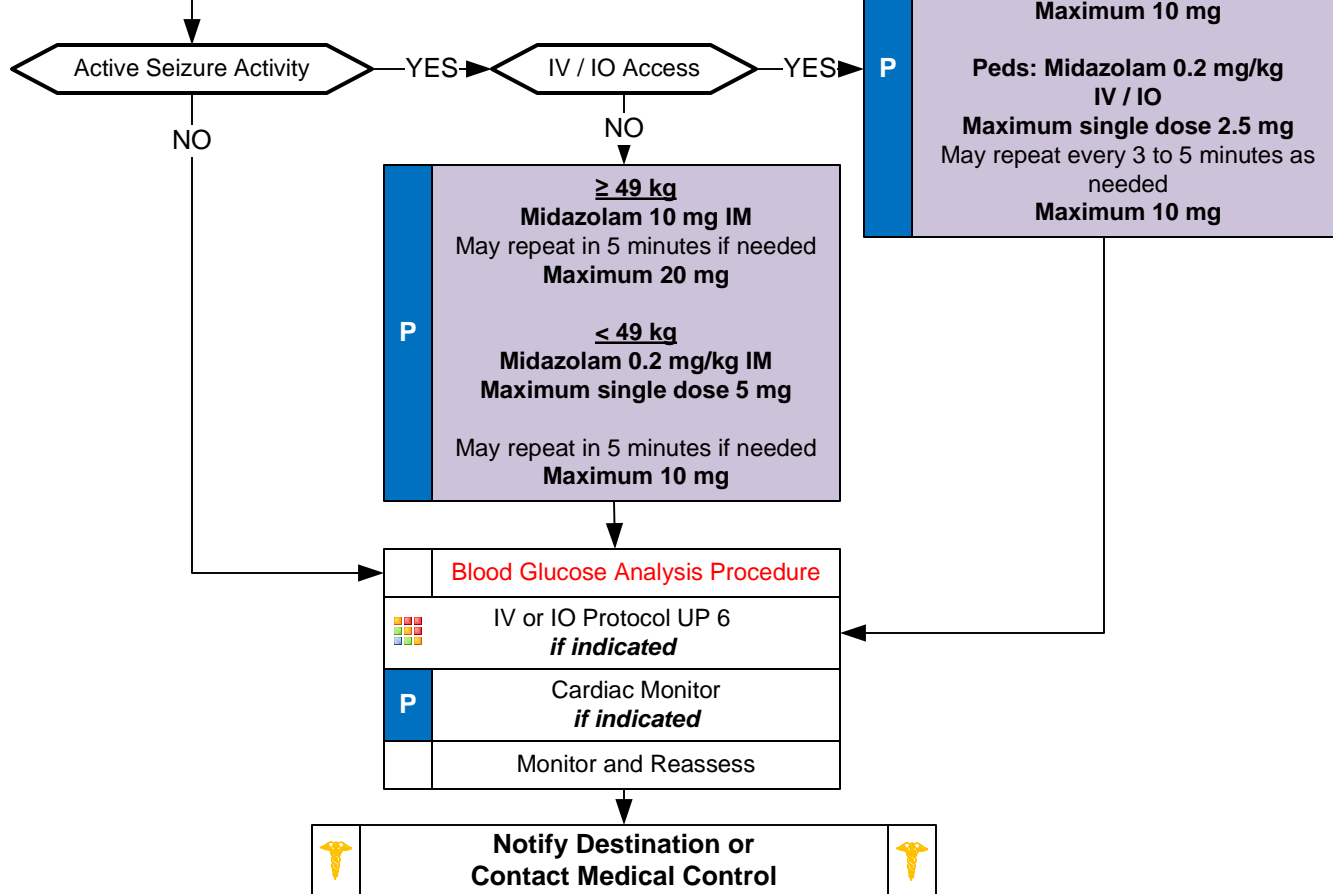 Maximum 10 mg
Active Seizure Activity
YES
IV / IO Access
YES
P
Peds: Midazolam 0.2 mg/kg
IV / IO
Maximum single dose 2.5 mg
May repeat every 3 to 5 minutes as
needed
Maximum 10 mg
NO
NO
P
≥ 49 kg
Midazolam 10 mg IM
May repeat in 5 minutes if needed
Maximum 20 mg
< 49 kg
Midazolam 0.2 mg/kg IM
Maximum single dose 5 mg
May repeat in 5 minutes if needed
Maximum 10 mg
Blood Glucose Analysis Procedure
IV or IO Protocol UP 6
if indicated
P
Cardiac Monitor
if indicated
Monitor and Reassess
Notify Destination or
Contact Medical Control